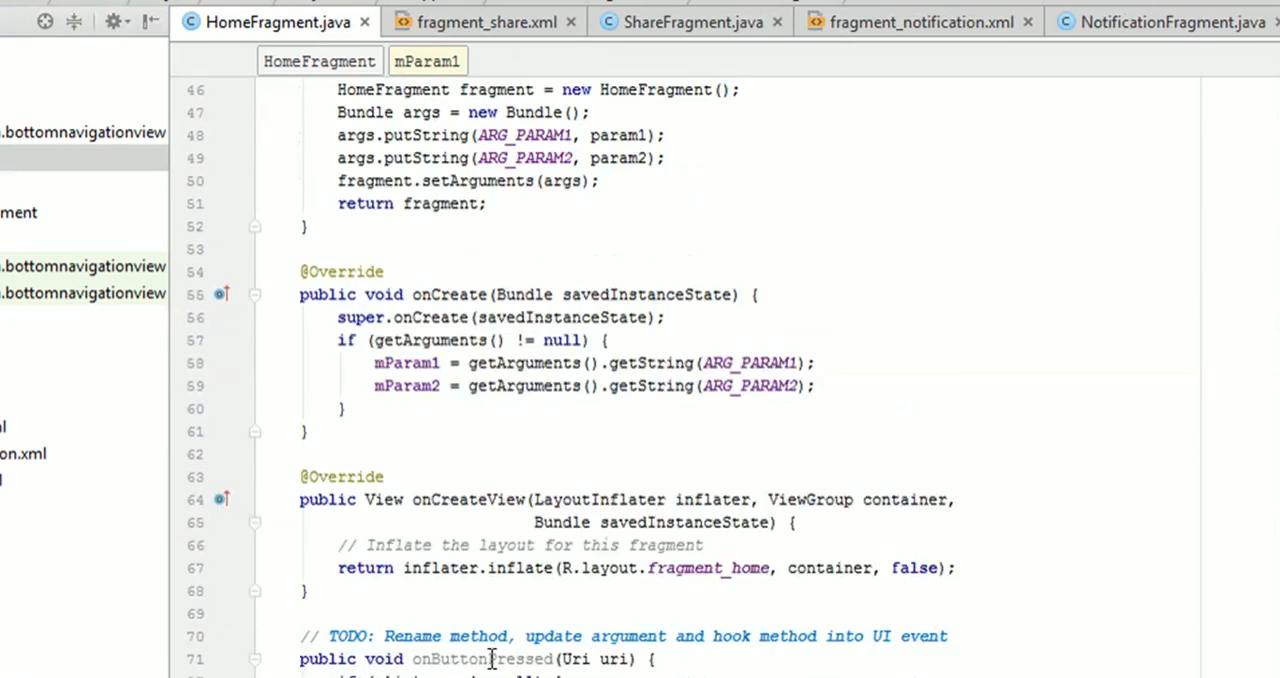 HomeFragment.java fragment_share.xml ShareFragment.java fragment_notification.xml NotificationFragment.java
HomeFragment mParam1
.bottomnavigationview
ment
.bottomnavigationview
.bottomnavigationview
on.xml
46 HomeFragment fragment = new HomeFragment();
47 Bundle args = new Bundle();
48 args.putString(ARG_PARAM1, param1);
49 args.putString(ARG_PARAM2, param2);
50 fragment.setArguments(args);
51 return fragment;
52 }
53
54 @Override
55 public void onCreate(Bundle savedInstanceState) {
56 super.onCreate(savedInstanceState);
57 if (getArguments() != null) {
58 mParam1 = getArguments().getString(ARG_PARAM1);
59 mParam2 = getArguments().getString(ARG_PARAM2);
60 }
61 }
62
63 @Override
64 public View onCreateView(LayoutInflater inflater, ViewGroup container,
65 Bundle savedInstanceState) {
66 // Inflate the layout for this fragment
67 return inflater.inflate(R.layout.fragment_home, container, false);
68 }
69
70 // TODO: Rename method, update argument and hook method into UI event
71 public void onButtonPressed(Uri uri) {